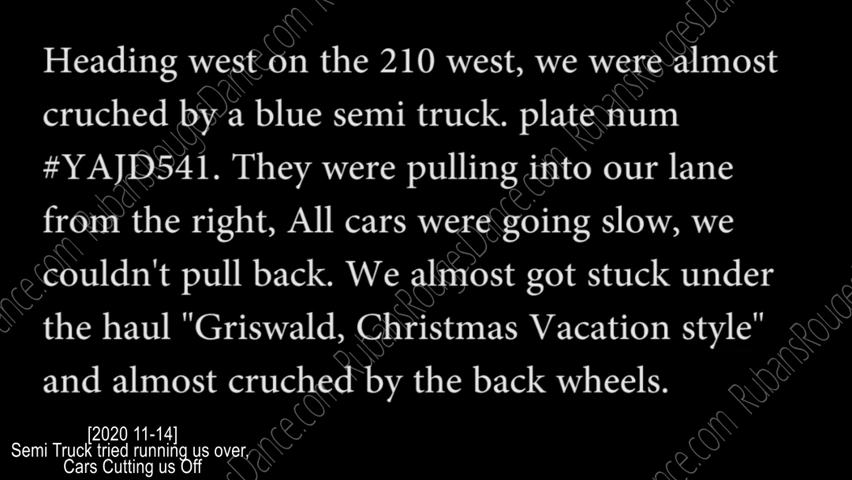 Heading west on the 210 west, we were almost
cruched by a blue semi truck. plate num
#YAJD541. They were pulling into our lane
from the right, All cars were going slow, we
couldn't pull back. We almost got stuck under
the haul "Griswald, Christmas Vacation style"
and almost cruched by the back wheels.
[2020 11-14]
Semi Truck tried running us over,
Cars Cutting us Off
RubansRougesDance.com